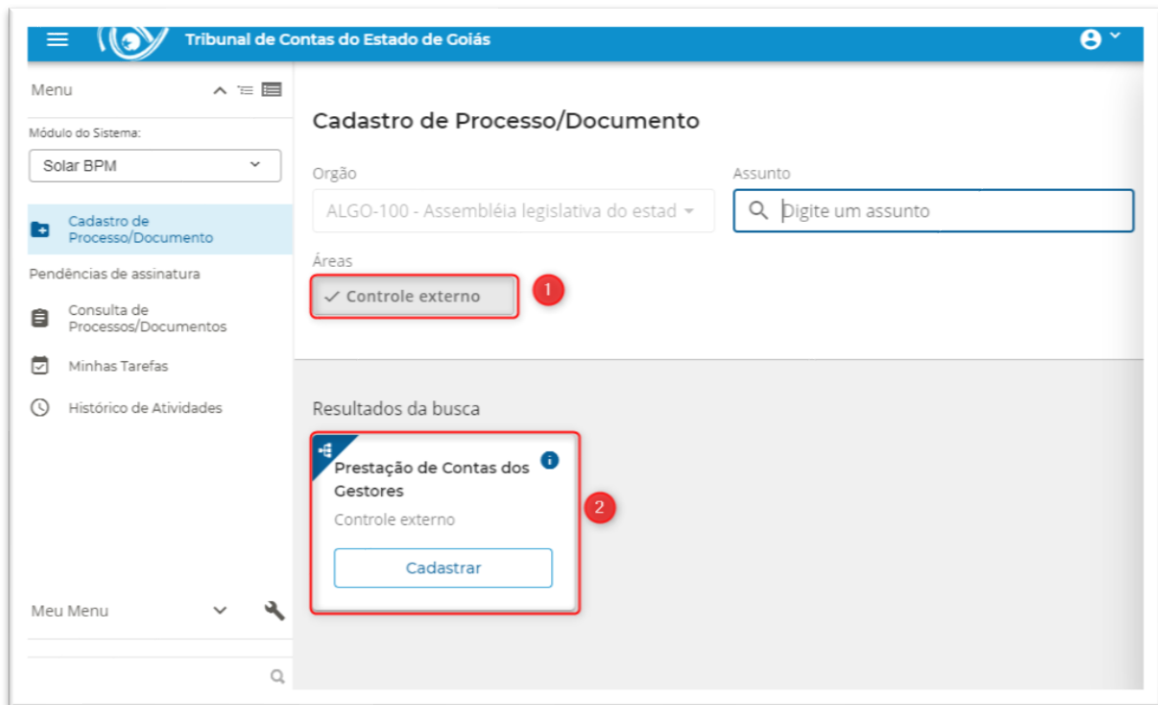 Tribunal de Contas do Estado de Goiás
Menu
Módulo do Sistema:
Solar BPM
Cadastro de
Processo/Documento
Pendências de assinatura
Consulta de
Processos/Documentos
Minhas Tarefas
Histórico de Atividades
Meu Menu
Cadastro de Processo/Documento
Orgão
ALGO-100 - Assembléia legislativa do estad
Assunto
Digite um assunto
Áreas
Controle externo
1
Resultados da busca
Prestação de Contas dos
Gestores
Controle externo
Cadastrar
2